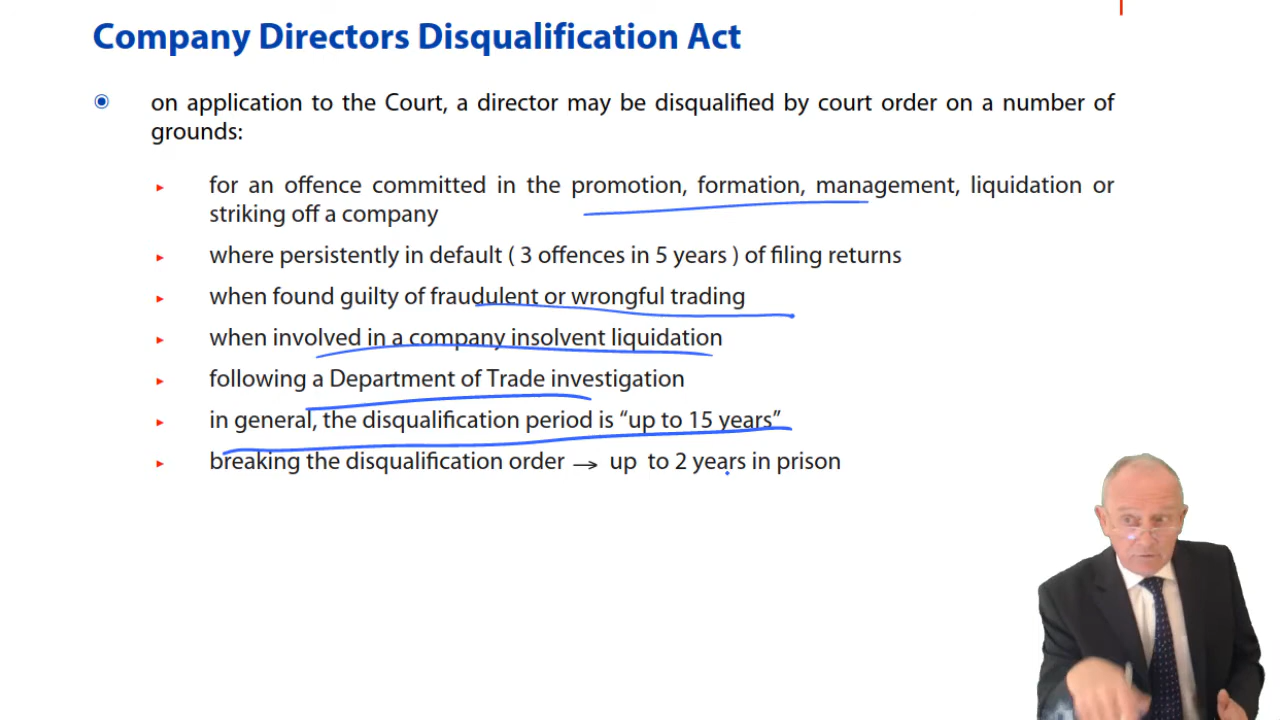 Company Directors Disqualification Act
on application to the Court, a director may be disqualified by court order on a number of
grounds:
for an offence committed in the promotion, formation, management, liquidation or
striking off a company
where persistently in default ( 3 offences in 5 years ) of filing returns
when found guilty of fraudulent or wrongful trading
when involved in a company insolvent liquidation
following a Department of Trade investigation
in general, the disqualification period is “up to 15 years”
breaking the disqualification order → up to 2 years in prison